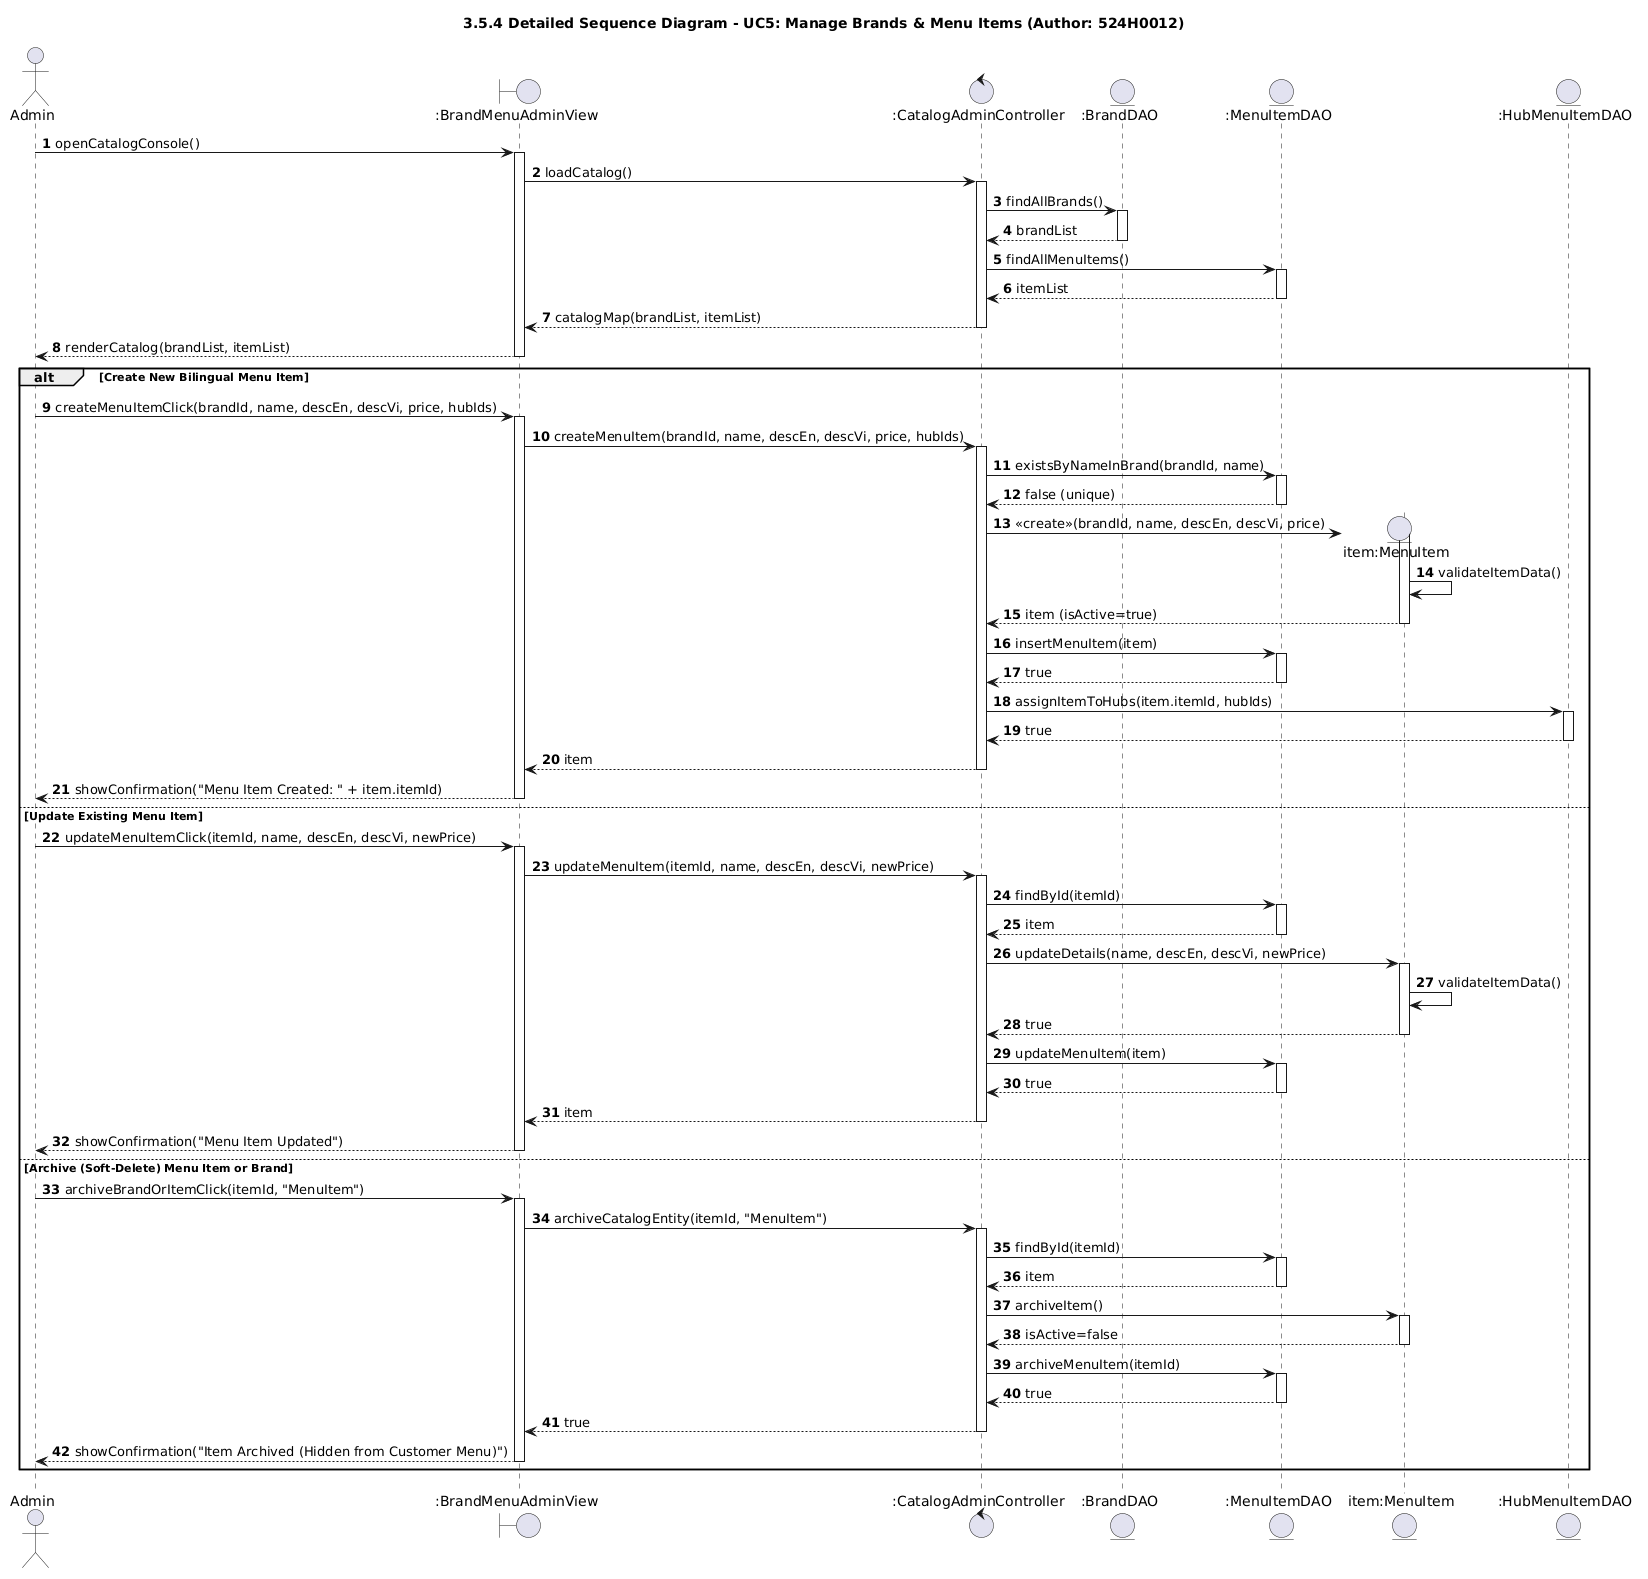 3.5.4 Detailed Sequence Diagram - UC5: Manage Brands & Menu Items (Author: 524H0012)
Admin
:BrandMenuAdminView
:CatalogAdminController
:BrandDAO
:MenuItemDAO
:HubMenuItemDAO
1 openCatalogConsole()
2 loadCatalog()
3 findAllBrands()
4 brandList
5 findAllMenuItems()
6 itemList
7 catalogMap(brandList, itemList)
8 renderCatalog(brandList, itemList)
alt [Create New Bilingual Menu Item]
9 createMenuItemClick(brandId, name, descEn, descVi, price, hubIds)
10 createMenuItem(brandId, name, descEn, descVi, price, hubIds)
11 existsByNameInBrand(brandId, name)
12 false (unique)
13 «create»(brandId, name, descEn, descVi, price)
item:MenuItem
14 validateItemData()
15 item (isActive=true)
16 insertMenuItem(item)
17 true
18 assignItemToHubs(item.itemId, hubIds)
19 true
20 item
21 showConfirmation("Menu Item Created: " + item.itemId)
[Update Existing Menu Item]
22 updateMenuItemClick(itemId, name, descEn, descVi, newPrice)
23 updateMenuItem(itemId, name, descEn, descVi, newPrice)
24 findById(itemId)
25 item
26 updateDetails(name, descEn, descVi, newPrice)
27 validateItemData()
28 true
29 updateMenuItem(item)
30 true
31 item
32 showConfirmation("Menu Item Updated")
[Archive (Soft-Delete) Menu Item or Brand]
33 archiveBrandOrItemClick(itemId, "MenuItem")
34 archiveCatalogEntity(itemId, "MenuItem")
35 findById(itemId)
36 item
37 archiveItem()
38 isActive=false
39 archiveMenuItem(itemId)
40 true
41 true
42 showConfirmation("Item Archived (Hidden from Customer Menu)")
Admin
:BrandMenuAdminView
:CatalogAdminController
:BrandDAO
:MenuItemDAO
item:MenuItem
:HubMenuItemDAO